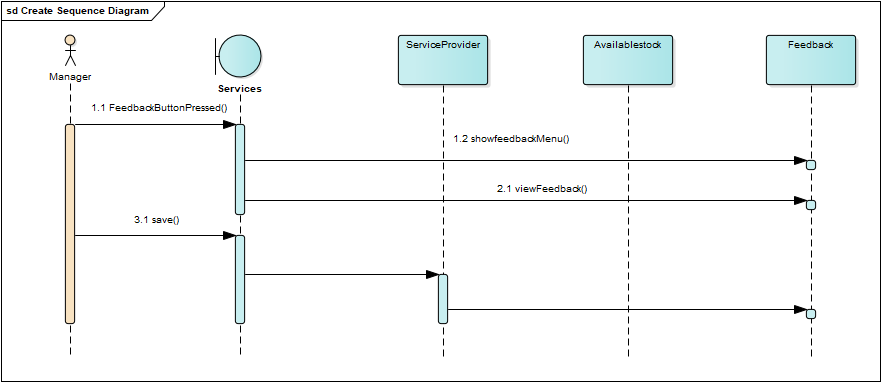 sd Create Sequence Diagram
ServiceProvider
Availablestock
Feedback
Manager
Services
1.1 FeedbackButtonPressed()
1.2 showfeedbackMenu()
2.1 viewFeedback()
3.1 save()